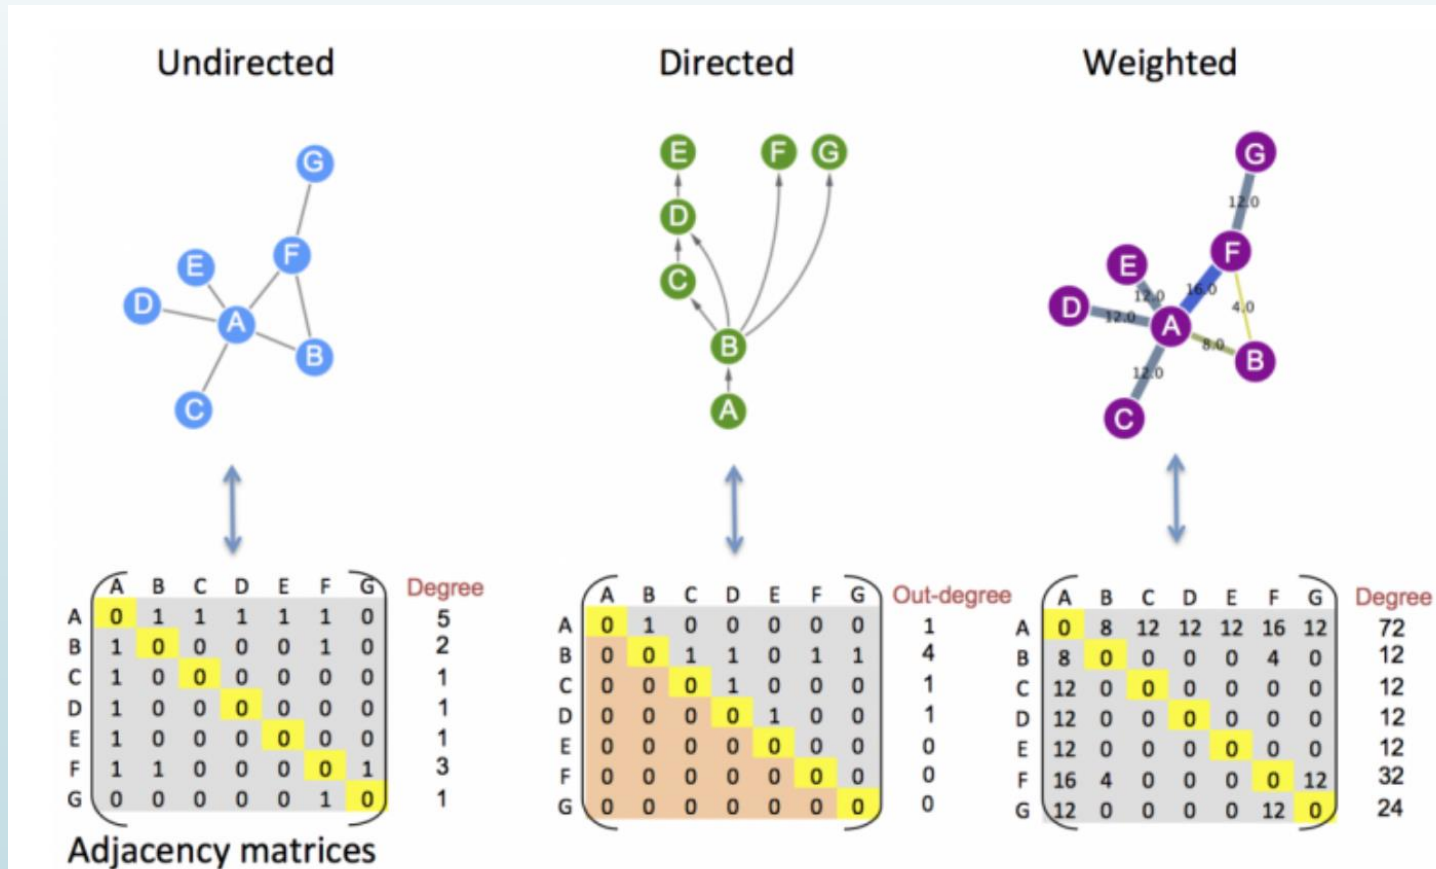 Undirected Directed Weighted
G
F
E
D
A
B
C
E F G
D
C
B
A
G
12.0
F
E
16.0
12.0
4.0
D
12.0
A
8.0
B
12.0
C
A B C D E F G Degree
A 0 1 1 1 1 1 0 5
B 1 0 0 0 0 1 0 2
C 1 0 0 0 0 0 0 1
D 1 0 0 0 0 0 0 1
E 1 0 0 0 0 0 0 1
F 1 1 0 0 0 0 1 3
G 0 0 0 0 0 1 0 1
A B C D E F G Out-degree
A 0 1 0 0 0 0 0 1
B 0 0 1 1 0 1 1 4
C 0 0 0 1 0 0 0 1
D 0 0 0 0 1 0 0 1
E 0 0 0 0 0 0 0 0
F 0 0 0 0 0 0 0 0
G 0 0 0 0 0 0 0 0
A B C D E F G Degree
A 0 8 12 12 12 16 12 72
B 8 0 0 0 0 4 0 12
C 12 0 0 0 0 0 0 12
D 12 0 0 0 0 0 0 12
E 12 0 0 0 0 0 0 12
F 16 4 0 0 0 0 12 32
G 12 0 0 0 0 12 0 24
Adjacency matrices